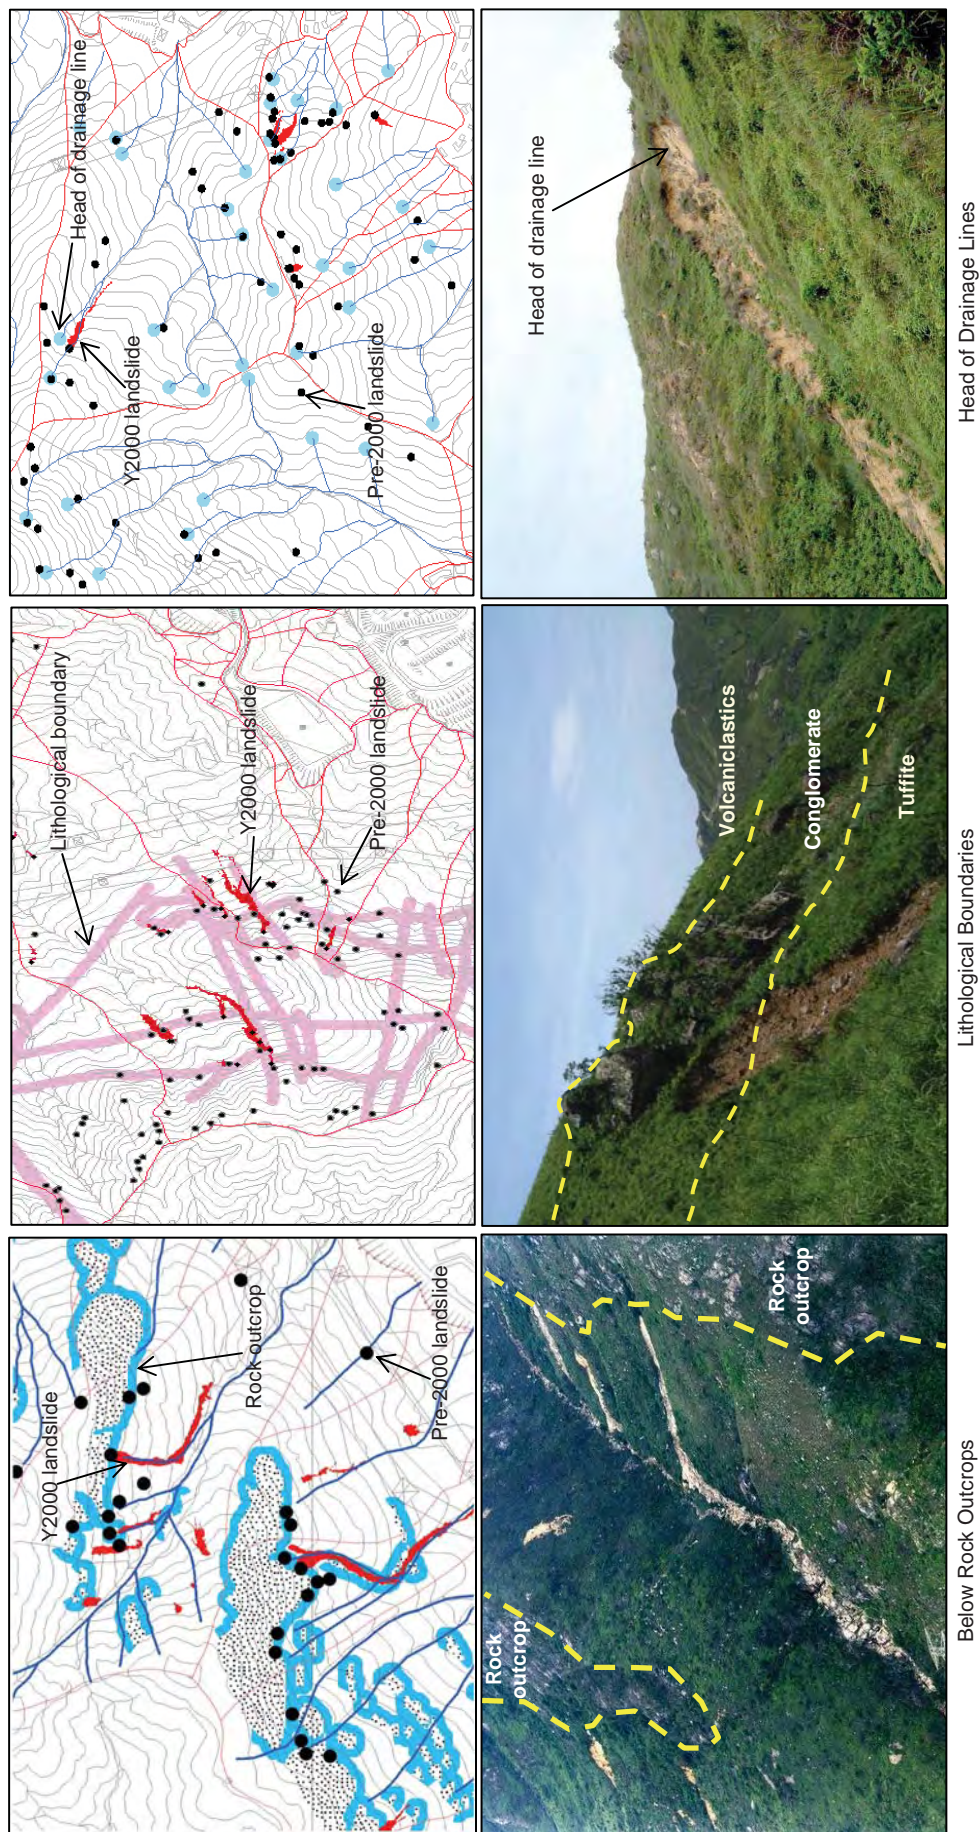 Y2000 landslide
Rock outcrop
Pre-2000 landslide
Lithological boundary
Y2000 landslide
Pre-2000 landslide
Head of drainage line
Y2000 landslide
Pre-2000 landslide
Rock
outcrop
Rock
outcrop
Below Rock Outcrops
Volcaniclastics
Conglomerate
Tuffite
Lithological Boundaries
Head of drainage line
Head of Drainage Lines